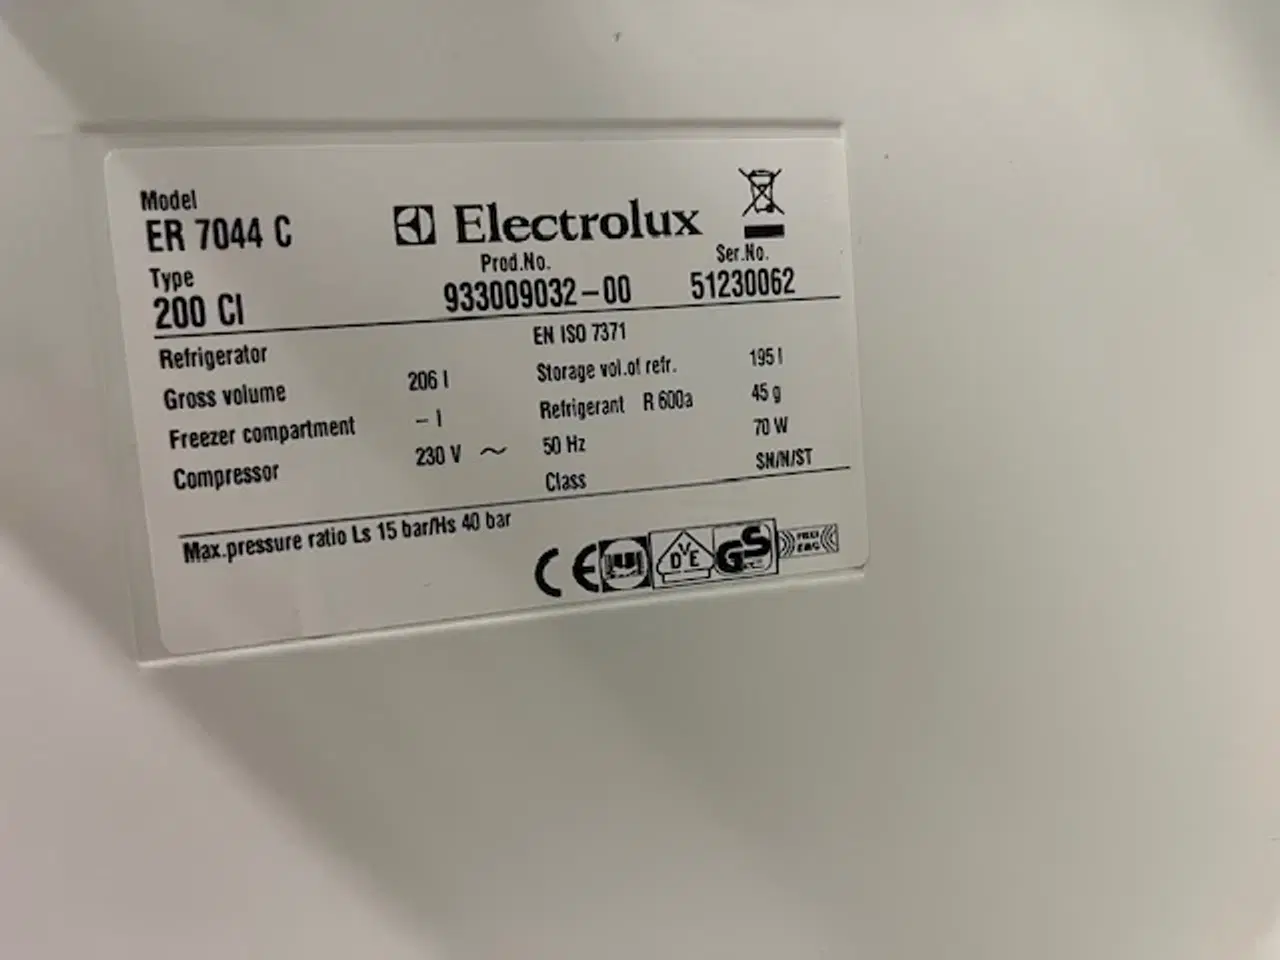 Model
ER 7044 C
Electrolux
Type
200 CI
Prod.No.
933009032-00
Ser.No.
51230062
Refrigerator
EN ISO 7371
Gross volume 206 l
Storage vol.of refr. 195 l
Freezer compartment - l
Refrigerant R 600a 45 g
Compressor 230 V ~ 50 Hz 70 W
Class SN/N/ST
Max.pressure ratio Ls 15 bar/Hs 40 bar
CE
DVE
GS